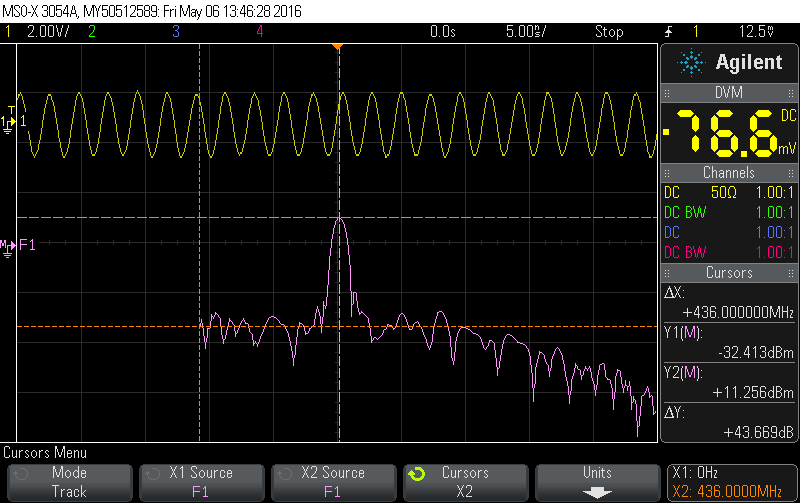 MSO-X 3054A, MY50512589: Fri May 06 13:46:28 2016
1 2.00V/ 2 3 4 0.0s 5.00ns/ Stop 1 12.5mV
Agilent
DVM
DC
-76.6
mV
Channels
DC 50Ω 1.00:1
DC BW 1.00:1
DC 1.00:1
DC BW 1.00:1
Cursors
ΔX:
+436.000000MHz
Y1(M):
-32.413dBm
Y2(M):
+11.256dBm
ΔY:
+43.669dB
T
1 1
M F1
Cursors Menu
Mode
Track
X1 Source
F1
X2 Source
F1
Cursors
X2
Units
X1: 0Hz
X2: 436.0000MHz